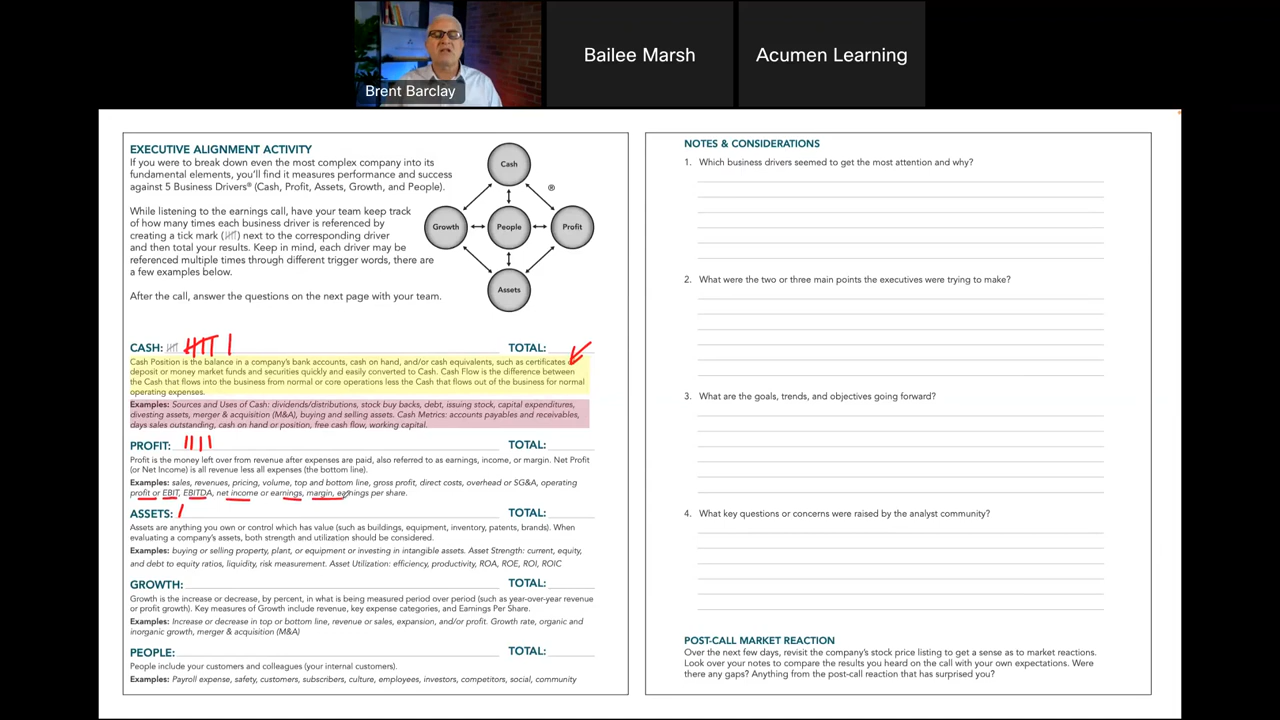 Bailee Marsh
Acumen Learning
Brent Barclay
EXECUTIVE ALIGNMENT ACTIVITY
If you were to break down even the most complex company into its
fundamental elements, you'll find it measures performance and success
against 5 Business Drivers® (Cash, Profit, Assets, Growth, and People).
While listening to the earnings call, have your team keep track
of how many times each business driver is referenced by
creating a tick mark ( ) next to the corresponding driver
and then total your results. Keep in mind, each driver may be
referenced multiple times through different trigger words, there are
a few examples below.
After the call, answer the questions on the next page with your team.
Cash
®
Growth
People
Profit
Assets
CASH: TOTAL:
Cash Position is the balance in a company's bank accounts, cash on hand, and/or cash equivalents, such as certificates
deposit or money market funds and securities quickly and easily converted to Cash. Cash Flow is the difference between
the Cash that flows into the business from normal or core operations less the Cash that flows out of the business for normal
operating expenses.
Examples: Sources and Uses of Cash: dividends/distributions, stock buy backs, debt, issuing stock, capital expenditures,
divesting assets, merger & acquisition (M&A), buying and selling assets. Cash Metrics: accounts payables and receivables,
days sales outstanding, cash on hand or position, free cash flow, working capital.
PROFIT: TOTAL:
Profit is the money left over from revenue after expenses are paid, also referred to as earnings, income, or margin. Net Profit
(or Net Income) is all revenue less all expenses (the bottom line).
Examples: sales, revenues, pricing, volume, top and bottom line, gross profit, direct costs, overhead or SG&A, operating
profit or EBIT, EBITDA, net income or earnings, margin, earnings per share.
ASSETS: TOTAL:
Assets are anything you own or control which has value (such as buildings, equipment, inventory, patents, brands). When
evaluating a company's assets, both strength and utilization should be considered.
Examples: buying or selling property, plant, or equipment or investing in intangible assets. Asset Strength: current, equity,
and debt to equity ratios, liquidity, risk measurement. Asset Utilization: efficiency, productivity, ROA, ROE, ROI, ROIC
GROWTH: TOTAL:
Growth is the increase or decrease, by percent, in what is being measured period over period (such as year-over-year revenue
or profit growth). Key measures of Growth include revenue, key expense categories, and Earnings Per Share.
Examples: Increase or decrease in top or bottom line, revenue or sales, expansion, and/or profit. Growth rate, organic and
inorganic growth, merger & acquisition (M&A)
PEOPLE: TOTAL:
People include your customers and colleagues (your internal customers).
Examples: Payroll expense, safety, customers, subscribers, culture, employees, investors, competitors, social, community
NOTES & CONSIDERATIONS
1. Which business drivers seemed to get the most attention and why?
2. What were the two or three main points the executives were trying to make?
3. What are the goals, trends, and objectives going forward?
4. What key questions or concerns were raised by the analyst community?
POST-CALL MARKET REACTION
Over the next few days, revisit the company's stock price listing to get a sense as to market reactions.
Look over your notes to compare the results you heard on the call with your own expectations. Were
there any gaps? Anything from the post-call reaction that has surprised you?